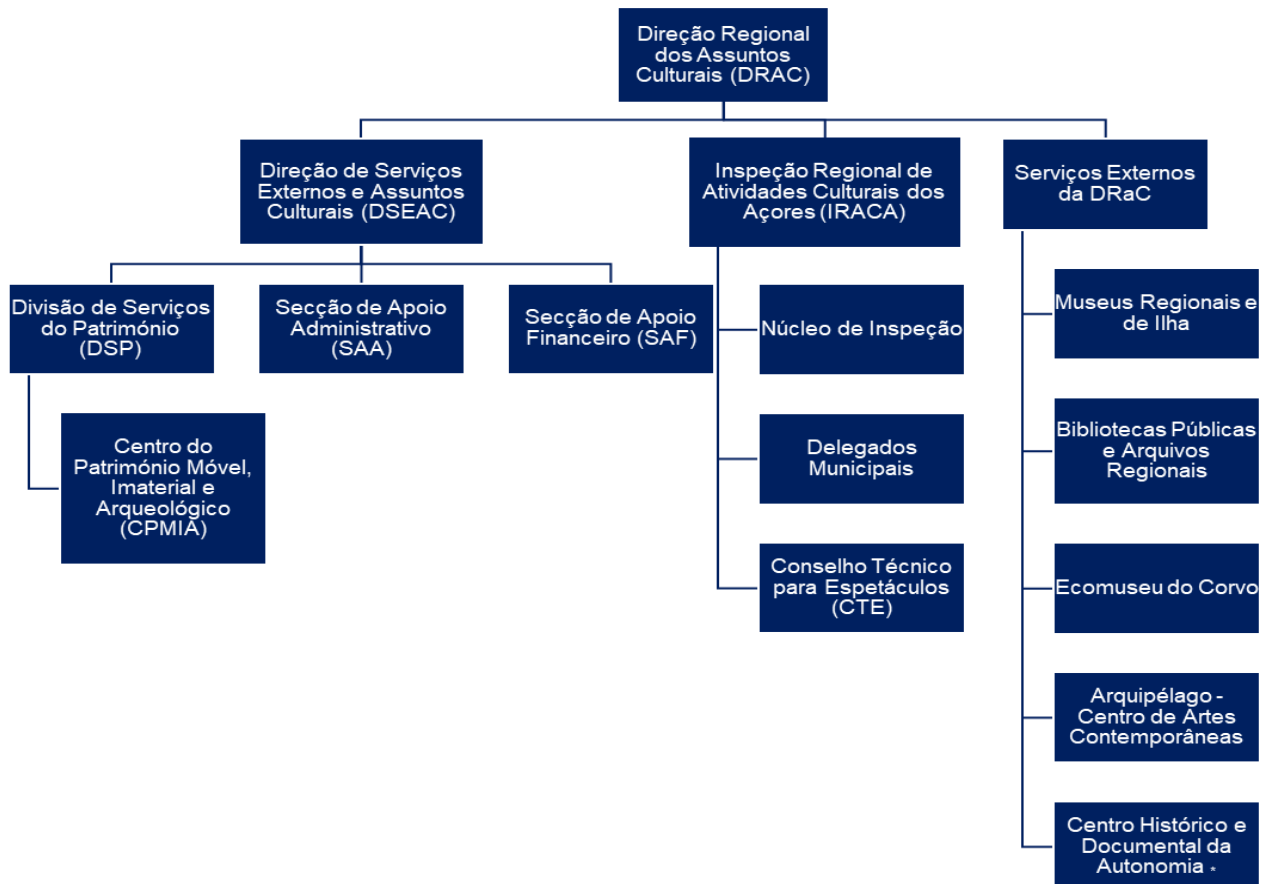 Direção Regional
dos Assuntos
Culturais (DRAC)
Direção de Serviços
Externos e Assuntos
Culturais (DSEAC)
Inspeção Regional de
Atividades Culturais dos
Açores (IRACA)
Serviços Externos
da DRaC
Divisão de Serviços
do Património
(DSP)
Secção de Apoio
Administrativo
(SAA)
Secção de Apoio
Financeiro (SAF)
Centro do
Património Móvel,
Imaterial e
Arqueológico
(CPMIA)
Núcleo de Inspeção
Delegados
Municipais
Conselho Técnico
para Espetáculos
(CTE)
Museus Regionais e
de Ilha
Bibliotecas Públicas
e Arquivos
Regionais
Ecomuseu do Corvo
Arquipélago -
Centro de Artes
Contemporâneas
Centro Histórico e
Documental da
Autonomia *